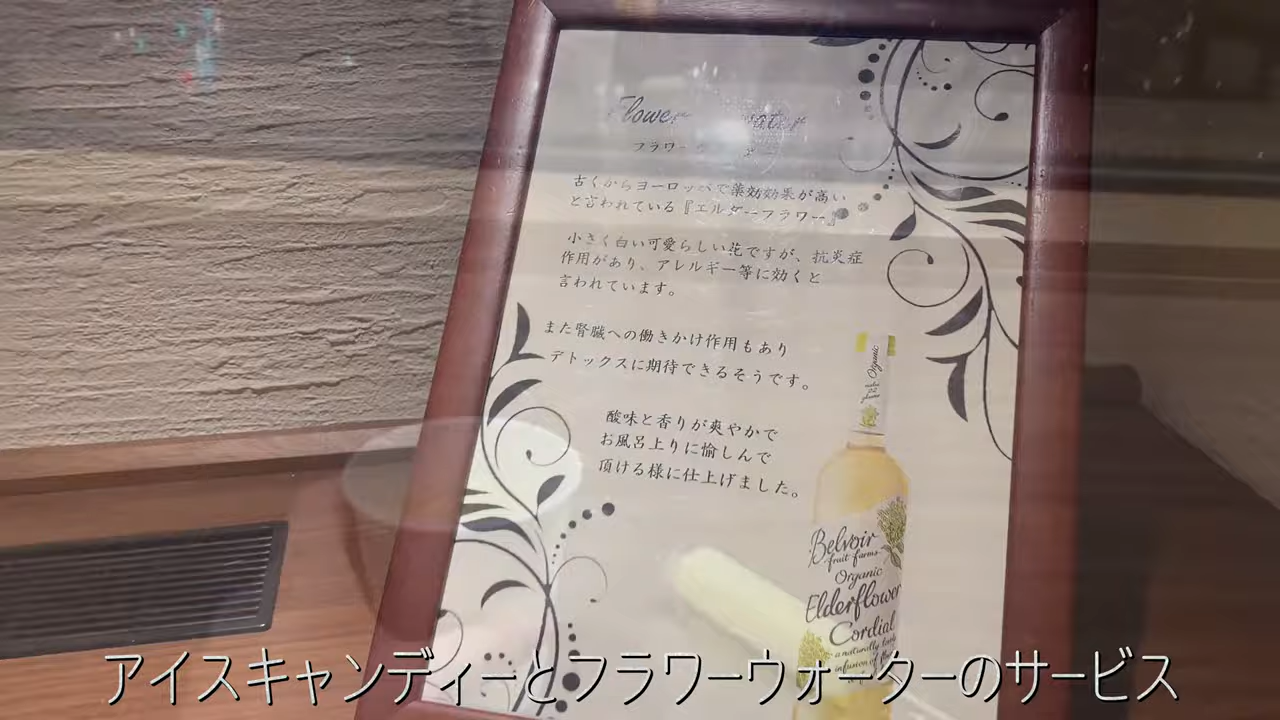 Flower water
フラワー
古くからヨーロッパで薬効効果が高い
と言われている『エルダーフラワー』
小さく白い可愛らしい花ですが、抗炎症
作用があり、アレルギー等に効くと
言われています。
また腎臓への働きかけ作用もあり
デトックスに期待できるそうです。
酸味と香りが爽やかで
お風呂上りに愉しんで
頂ける様に仕上げました。
Organic
Belvoir
fruit farms
Organic
Elderflower
Cordial
a naturally
infusion of
アイスキャンディーとフラワーウォーターのサービス